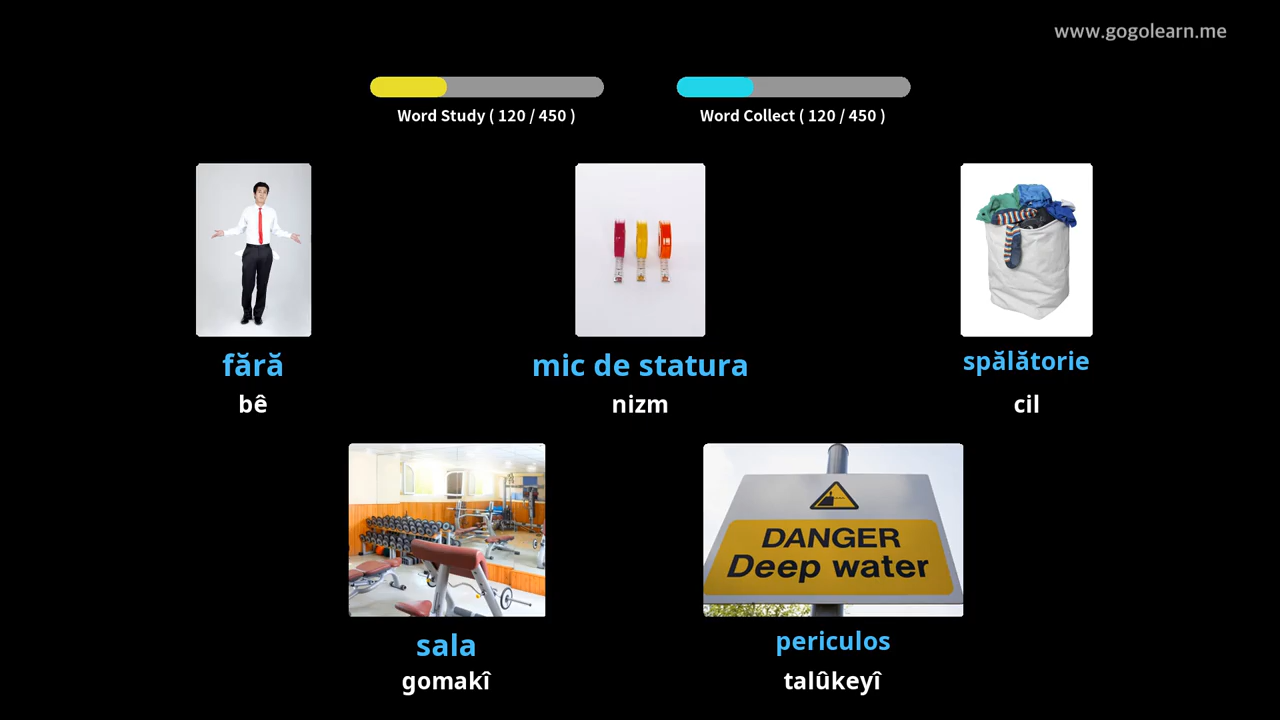 www.gogolearn.me
Word Study ( 120 / 450 )
Word Collect ( 120 / 450 )
fără
mic de statura
spălătorie
bê
nizm
cil
DANGER
Deep water
sala
periculos
gomakî
talûkeyî